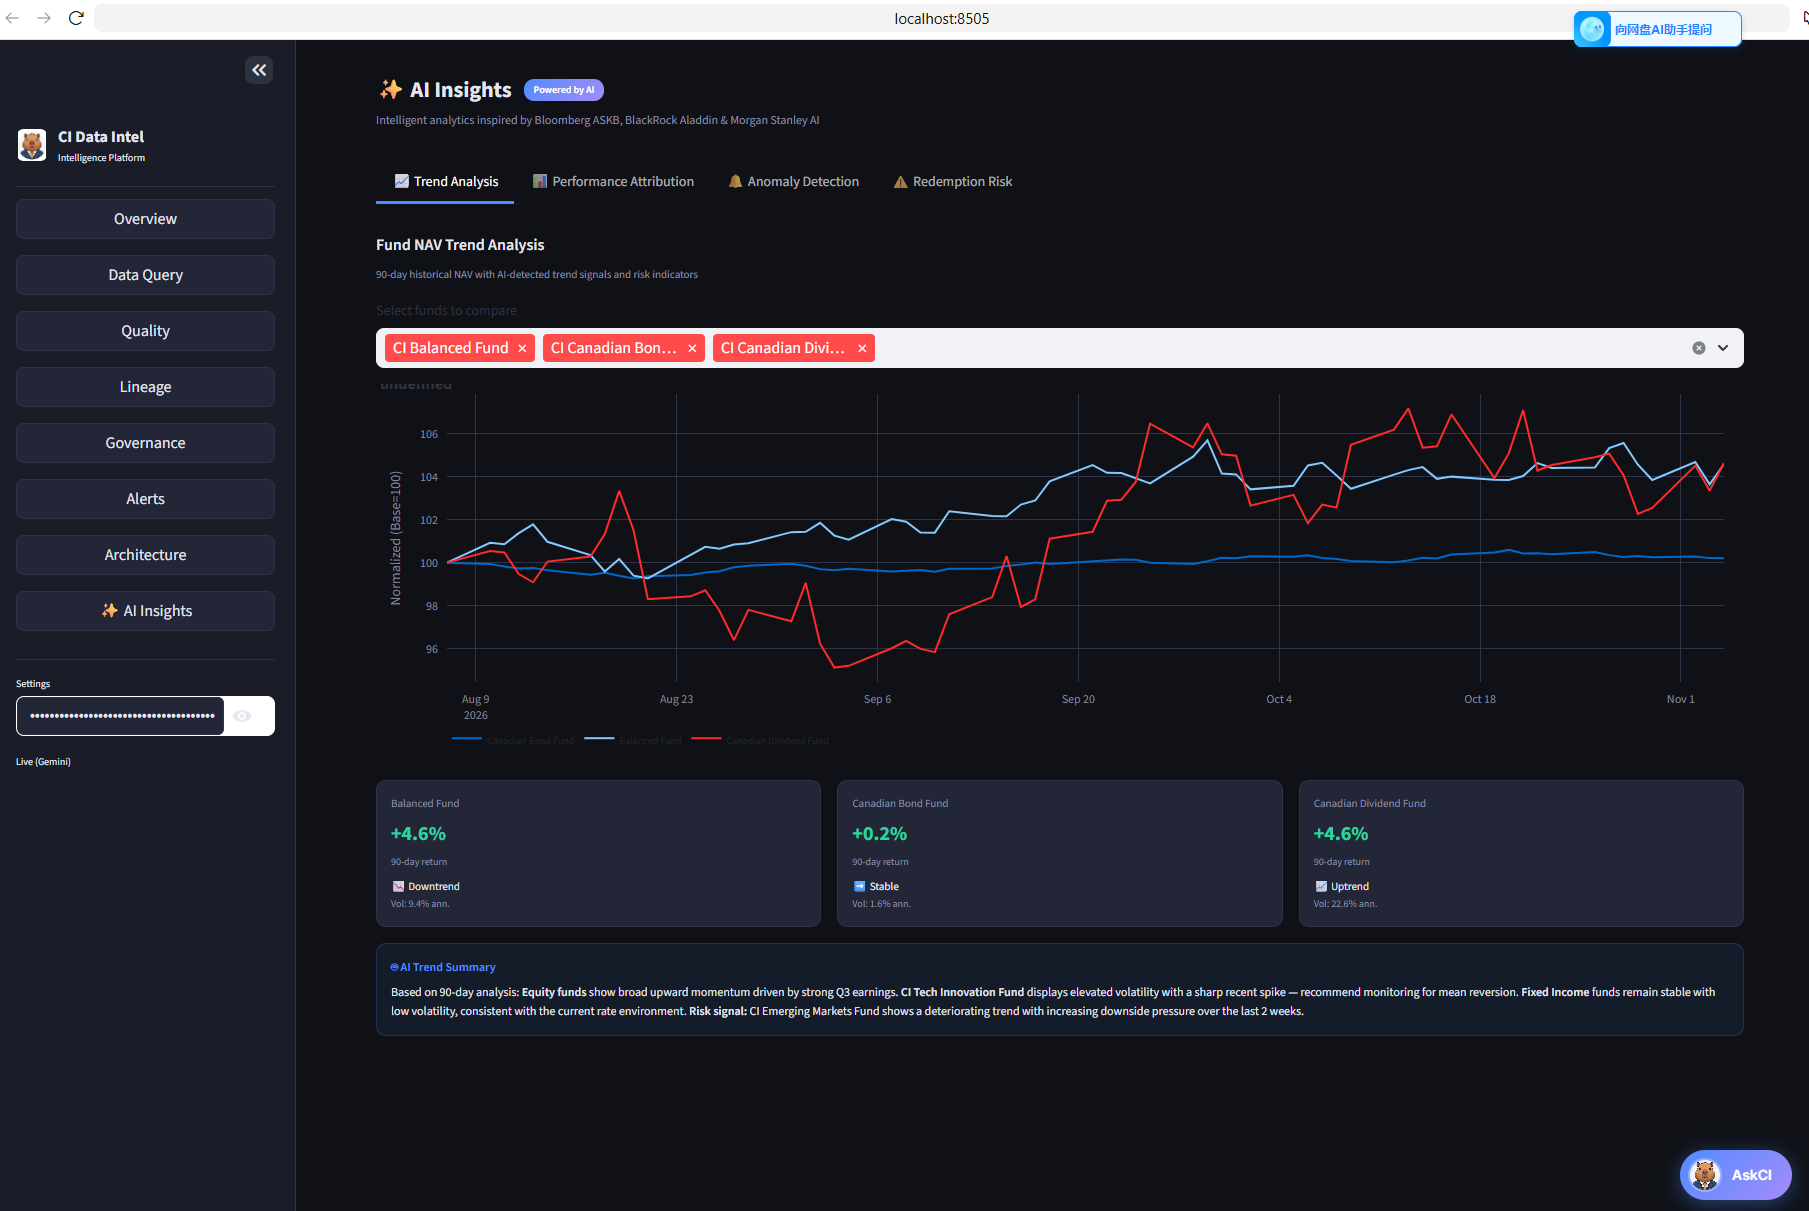 localhost:8505
向网盘AI助手提问
CI Data Intel
Intelligence Platform
Overview
Data Query
Quality
Lineage
Governance
Alerts
Architecture
✨ AI Insights
Settings
••••••••••••••••••••••••••••••••••••••
Live (Gemini)
✨ AI Insights
Powered by AI
Intelligent analytics inspired by Bloomberg ASKB, BlackRock Aladdin & Morgan Stanley AI
Trend Analysis
Performance Attribution
Anomaly Detection
Redemption Risk
Fund NAV Trend Analysis
90-day historical NAV with AI-detected trend signals and risk indicators
Select funds to compare
CI Balanced Fund ×
CI Canadian Bon... ×
CI Canadian Divi... ×
undefined
Normalized (Base=100)
106
104
102
100
98
96
Aug 9
2026
Aug 23
Sep 6
Sep 20
Oct 4
Oct 18
Nov 1
Canadian Bond Fund
Balanced Fund
Canadian Dividend Fund
Balanced Fund
+4.6%
90-day return
Downtrend
Vol: 9.4% ann.
Canadian Bond Fund
+0.2%
90-day return
Stable
Vol: 1.6% ann.
Canadian Dividend Fund
+4.6%
90-day return
Uptrend
Vol: 22.6% ann.
AI Trend Summary
Based on 90-day analysis: Equity funds show broad upward momentum driven by strong Q3 earnings. CI Tech Innovation Fund displays elevated volatility with a sharp recent spike — recommend monitoring for mean reversion. Fixed Income funds remain stable with
low volatility, consistent with the current rate environment. Risk signal: CI Emerging Markets Fund shows a deteriorating trend with increasing downside pressure over the last 2 weeks.
AskCI